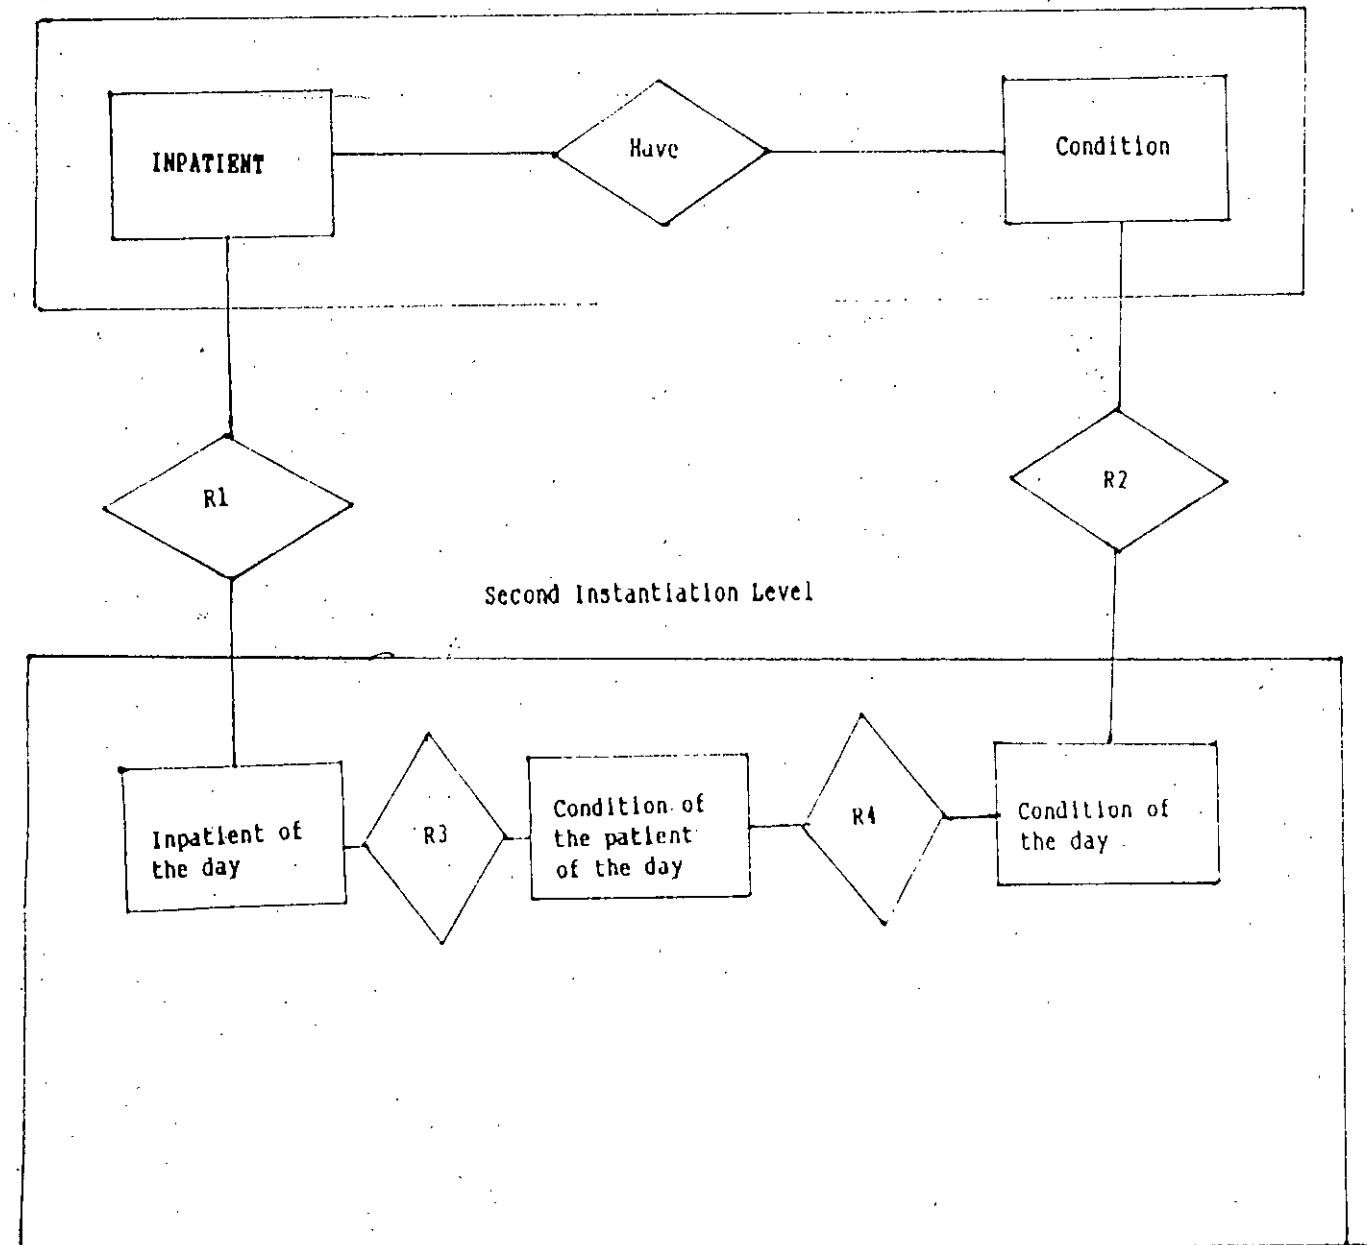 INPATIENT
Have
Condition
R1
R2
Second Instantiation Level
Inpatient of
the day
R3
Condition of
the patient
of the day
R4
Condition of
the day